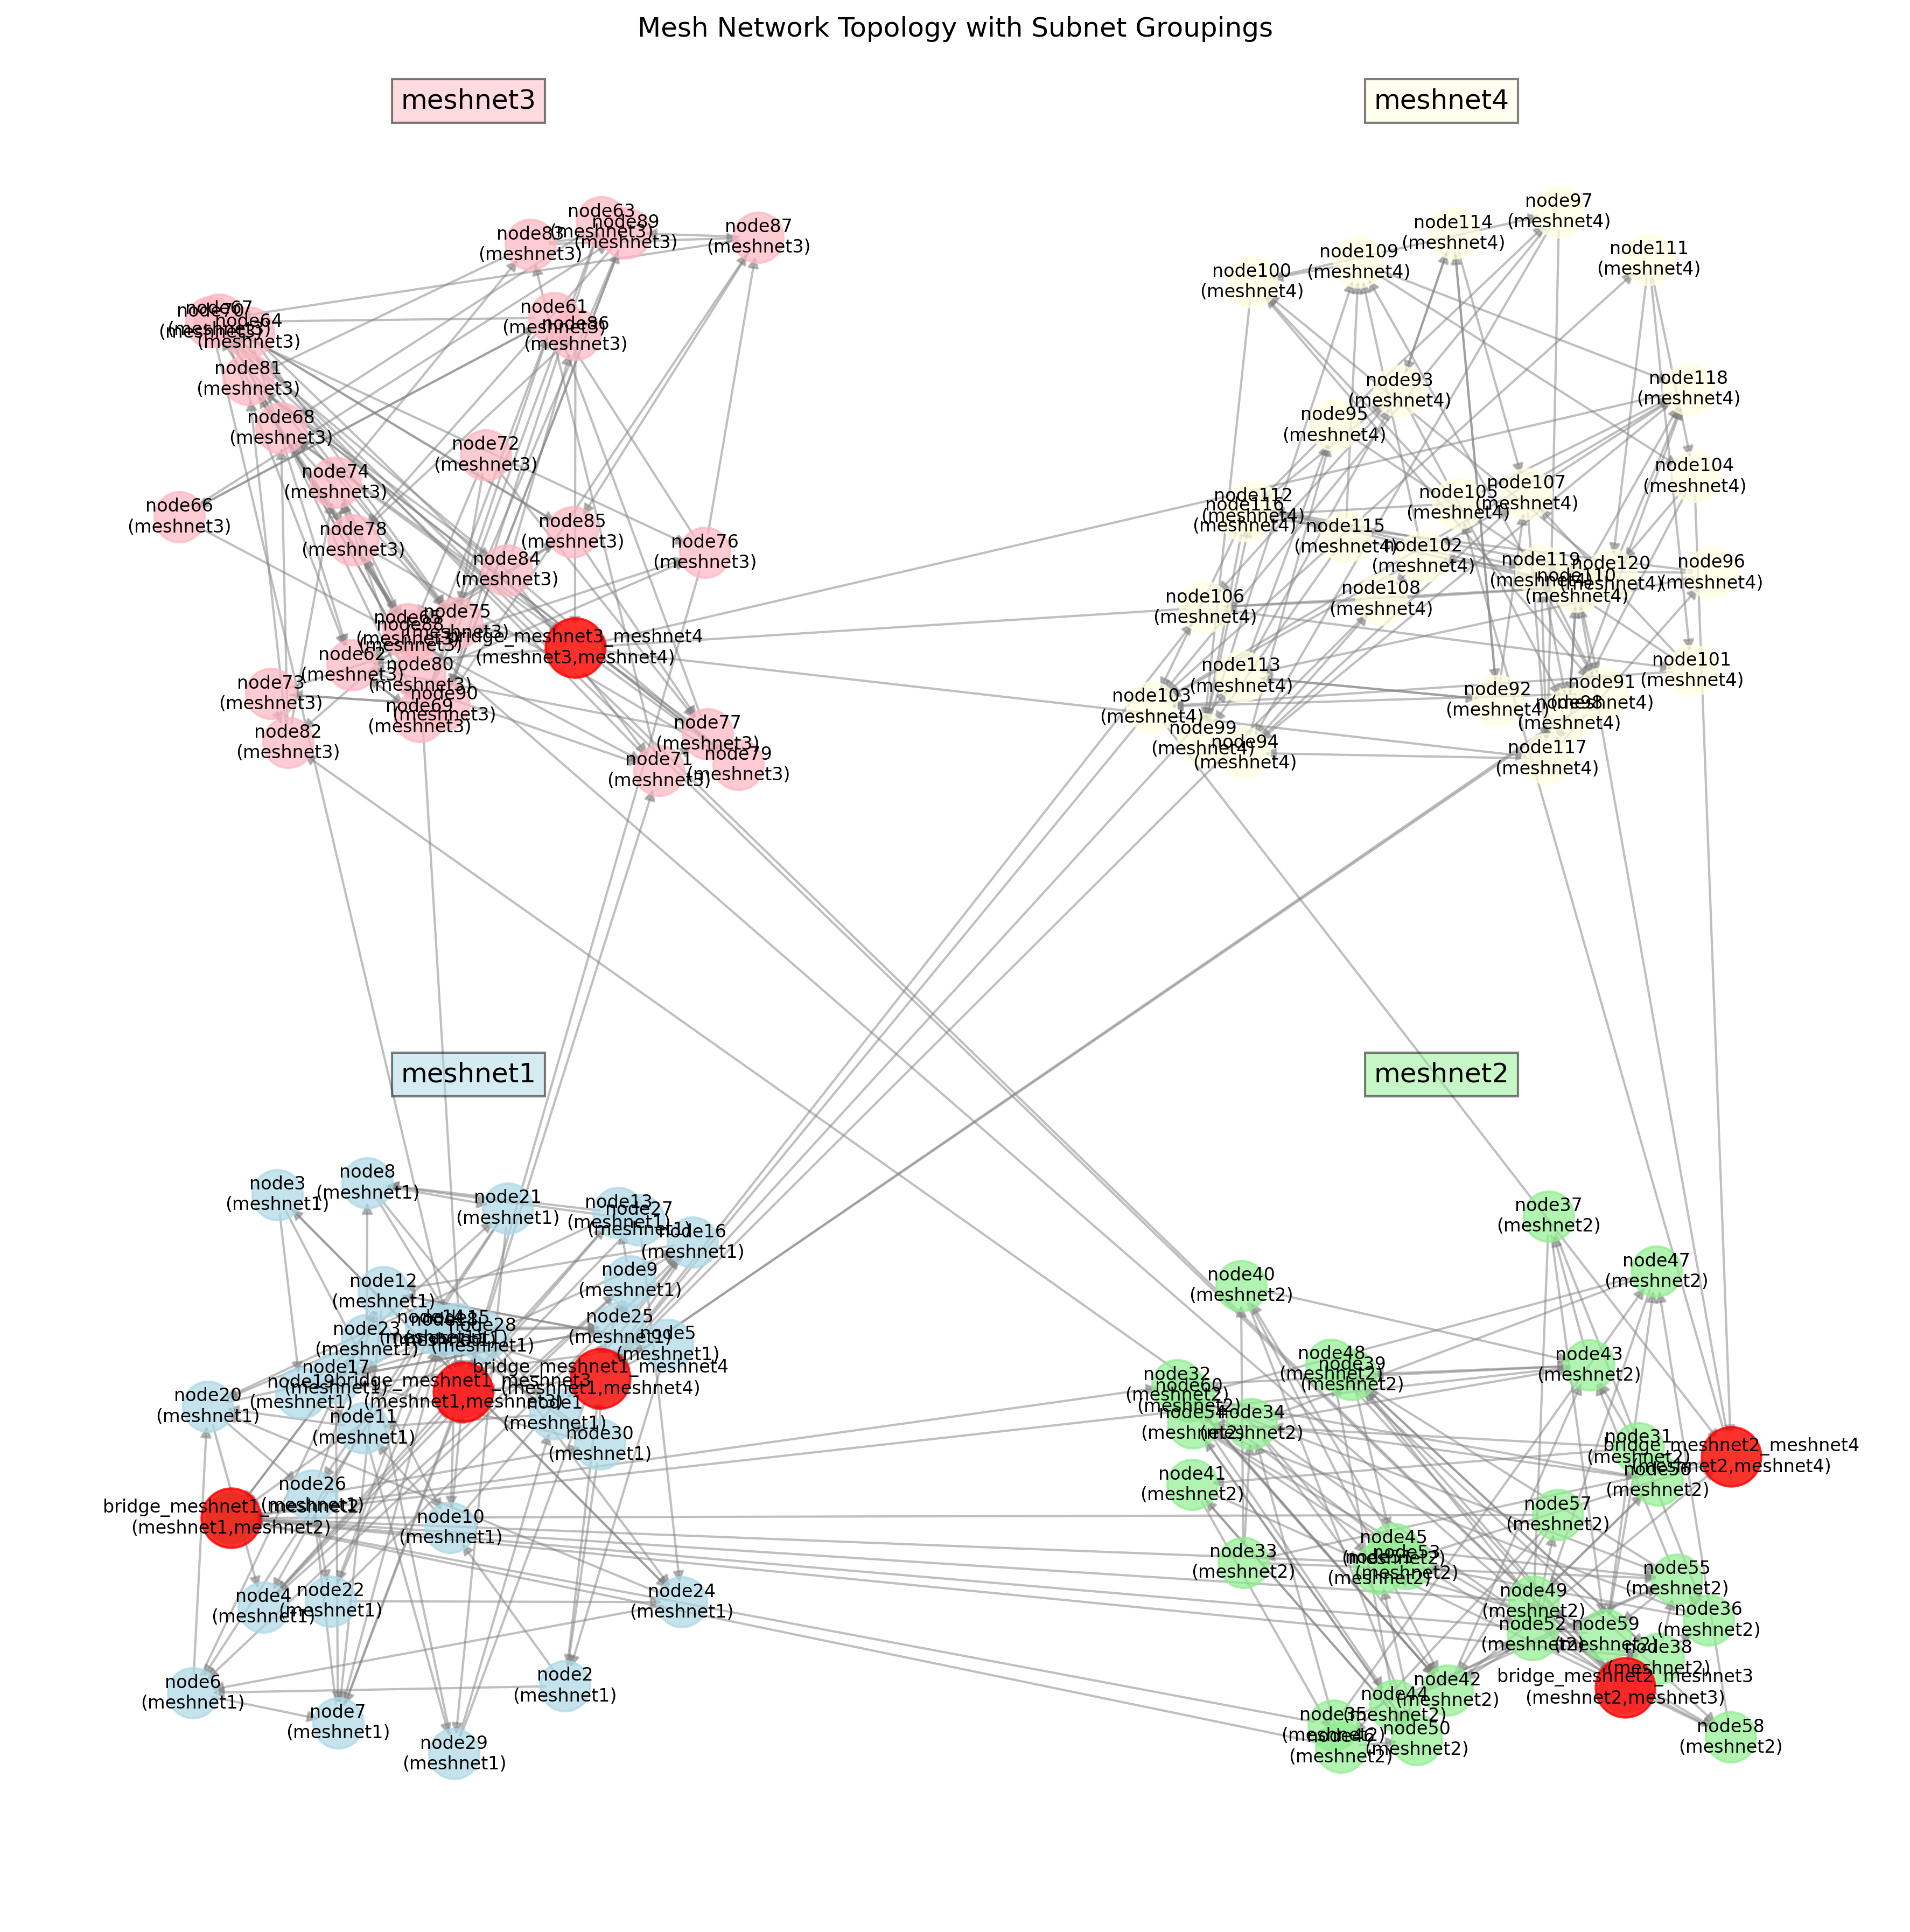 Mesh Network Topology with Subnet Groupings
meshnet3
meshnet4
node97
(meshnet4)
node63
(meshnet3)
node89
(meshnet3)
node87
(meshnet3)
node83
(meshnet3)
node114
(meshnet4)
node109
(meshnet4)
node111
(meshnet4)
node100
(meshnet4)
node67
node70
node64
(meshnet3)
node61
(meshnet3)
node86
(meshnet3)
node81
(meshnet3)
node93
(meshnet4)
node118
(meshnet4)
node68
(meshnet3)
node95
(meshnet4)
node72
(meshnet3)
node74
(meshnet3)
node104
(meshnet4)
node66
(meshnet3)
node78
(meshnet3)
node85
(meshnet3)
node76
(meshnet3)
node84
(meshnet3)
node112
(meshnet4)
node116
(meshnet4)
node105
(meshnet4)
node107
(meshnet4)
node115
(meshnet4)
node102
(meshnet4)
node119
(meshnet4)
node120
(meshnet4)
node110
(meshnet4)
node96
(meshnet4)
node106
(meshnet4)
node108
(meshnet4)
node65
(meshnet3)
node75
(meshnet3)
node88
(meshnet3)
bridge_meshnet3_meshnet4
(meshnet3,meshnet4)
node62
(meshnet3)
node80
(meshnet3)
node73
(meshnet3)
node90
(meshnet3)
node69
(meshnet3)
node82
(meshnet3)
node77
(meshnet3)
node71
(meshnet3)
node79
(meshnet3)
node113
(meshnet4)
node101
(meshnet4)
node103
(meshnet4)
node92
(meshnet4)
node91
(meshnet4)
node98
(meshnet4)
node99
(meshnet4)
node94
(meshnet4)
node117
(meshnet4)
meshnet1
meshnet2
node3
(meshnet1)
node8
(meshnet1)
node21
(meshnet1)
node13
(meshnet1)
node27
(meshnet1)
node16
(meshnet1)
node12
(meshnet1)
node9
(meshnet1)
node23
(meshnet1)
node14
node15
node28
(meshnet1)
node25
(meshnet1)
node5
(meshnet1)
node17
(meshnet1)
node19
(meshnet1)
bridge_meshnet1_meshnet3
(meshnet1,meshnet3)
bridge_meshnet1_meshnet4
(meshnet1,meshnet4)
node20
(meshnet1)
node11
(meshnet1)
node1
(meshnet1)
node30
(meshnet1)
node26
(meshnet1)
bridge_meshnet1_meshnet2
(meshnet1,meshnet2)
node10
(meshnet1)
node4
(meshnet1)
node22
(meshnet1)
node24
(meshnet1)
node6
(meshnet1)
node2
(meshnet1)
node7
(meshnet1)
node29
(meshnet1)
node37
(meshnet2)
node47
(meshnet2)
node40
(meshnet2)
node48
(meshnet2)
node39
(meshnet2)
node43
(meshnet2)
node32
(meshnet2)
node60
(meshnet2)
node54
(meshnet2)
node34
(meshnet2)
node31
(meshnet2)
bridge_meshnet2_meshnet4
(meshnet2,meshnet4)
node56
(meshnet2)
node41
(meshnet2)
node57
(meshnet2)
node45
(meshnet2)
node53
(meshnet2)
node33
(meshnet2)
node55
(meshnet2)
node49
(meshnet2)
node36
(meshnet2)
node52
(meshnet2)
node59
(meshnet2)
node38
(meshnet2)
bridge_meshnet2_meshnet3
(meshnet2,meshnet3)
node42
(meshnet2)
node44
(meshnet2)
node35
(meshnet2)
node50
(meshnet2)
node46
(meshnet2)
node58
(meshnet2)